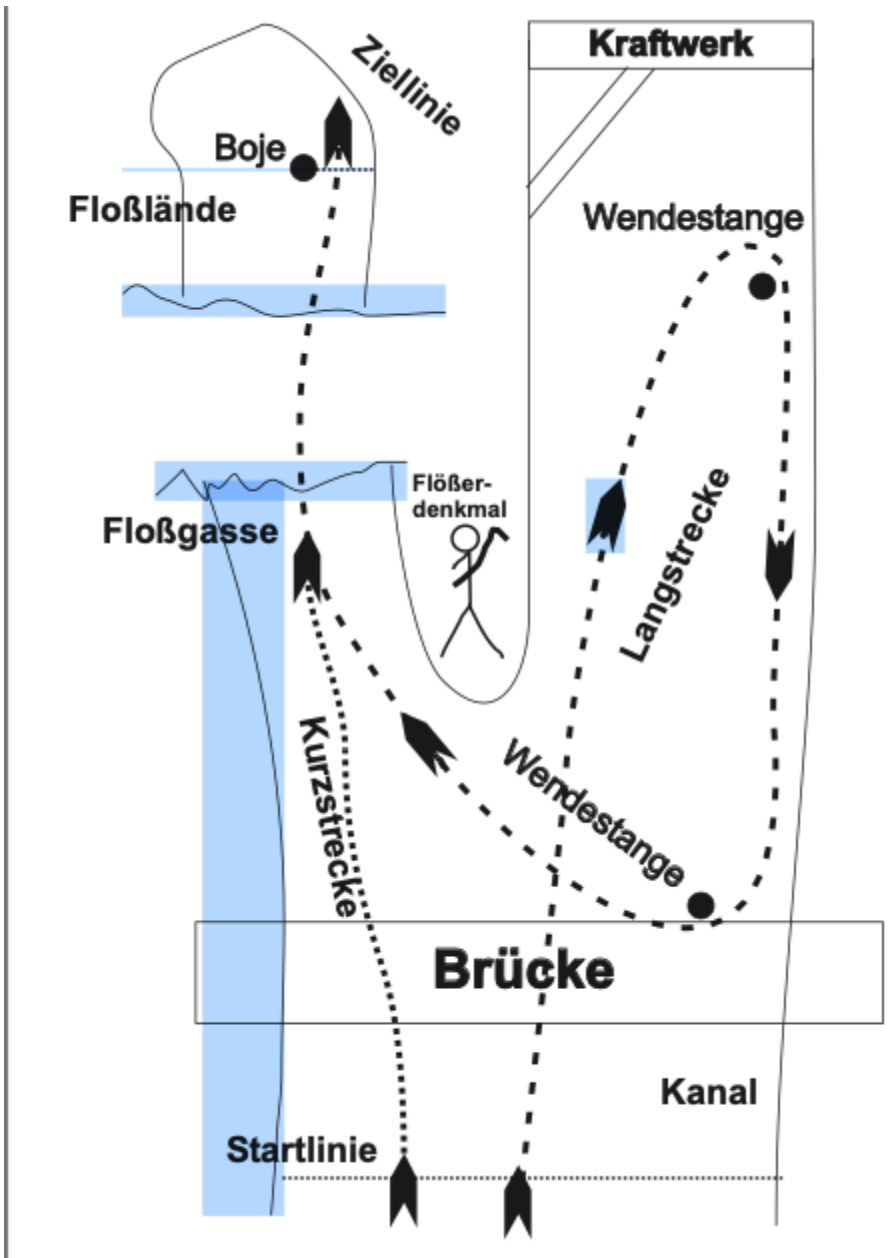 Kraftwerk
Ziellinie
Boje
Floßlände
Wendestange
Flößer-
denkmal
Floßgasse
Langstrecke
Kurzstrecke
Wendestange
Brücke
Kanal
Startlinie